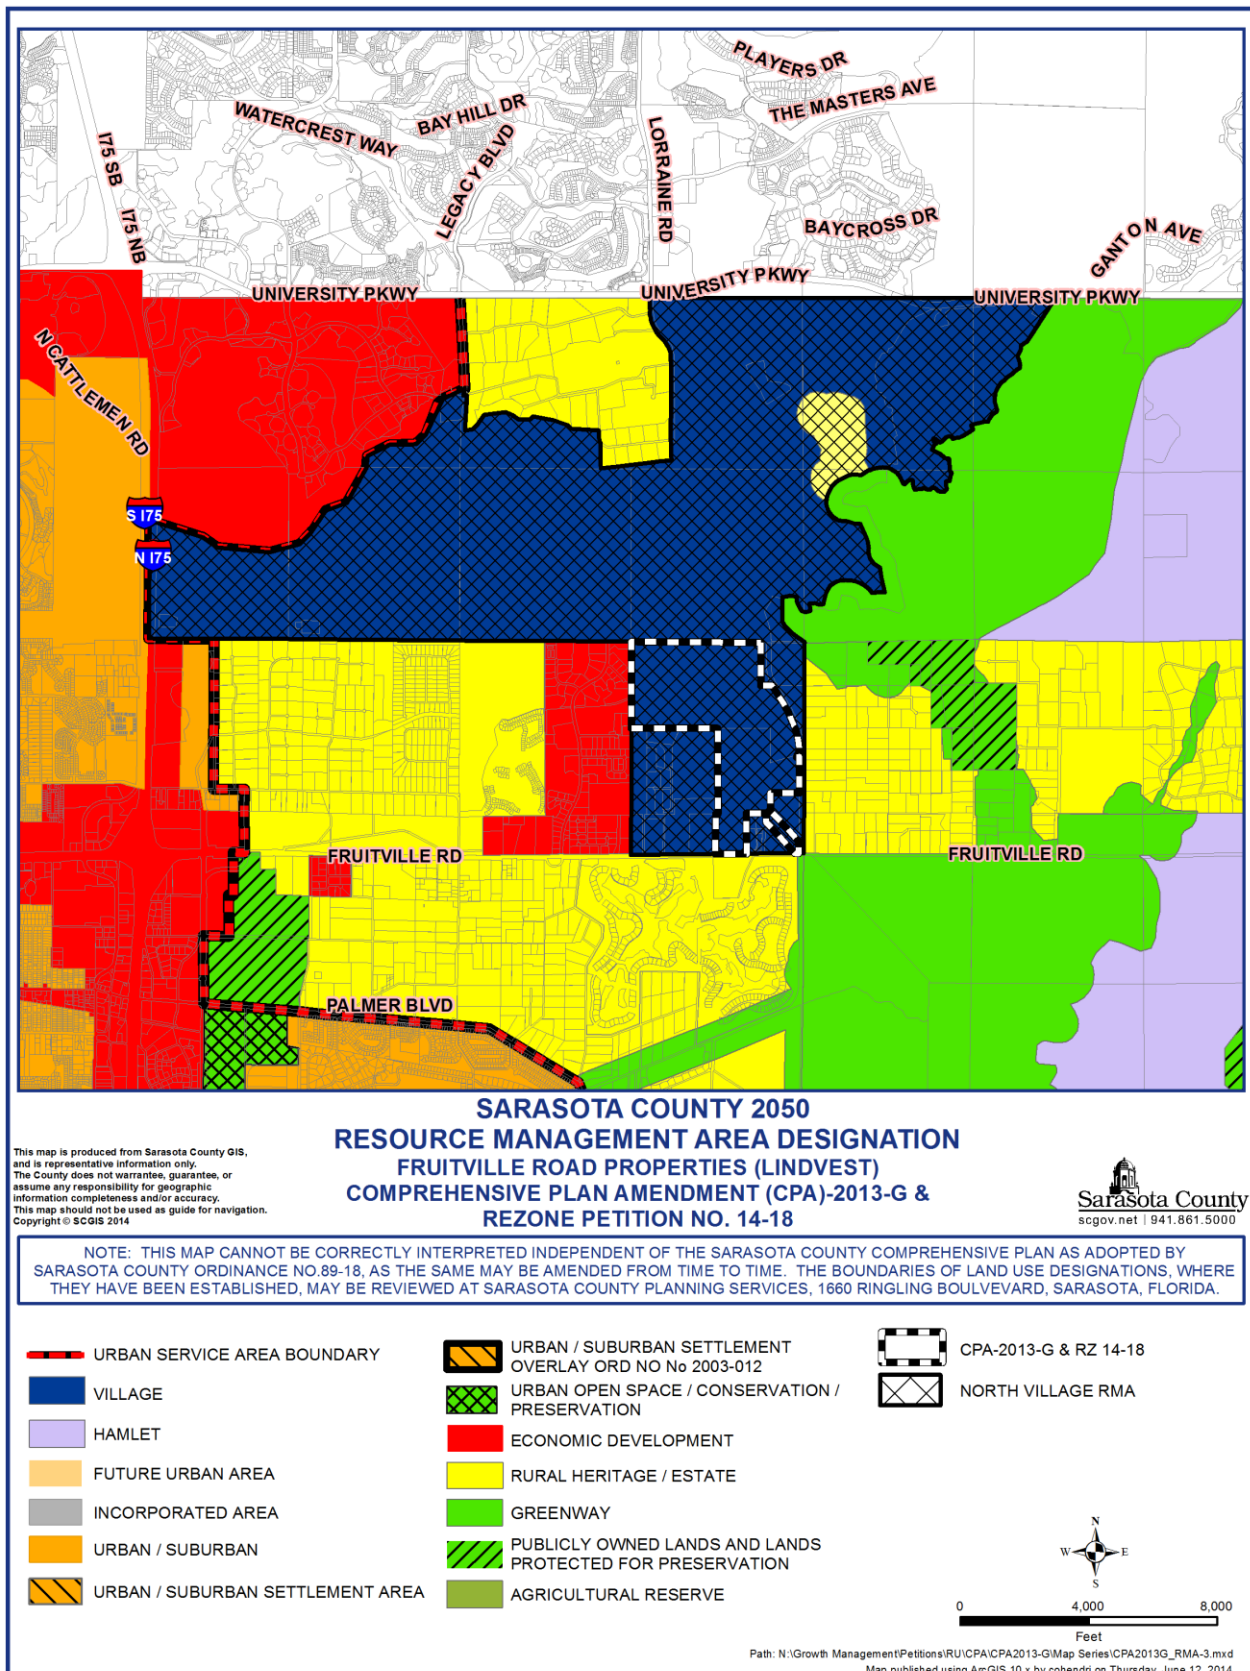 PLAYERS DR
THE MASTERS AVE
WATERCREST WAY
BAY HILL DR
LEGACY BLVD
LORRAINE RD
I75 SB
I75 NB
BAYCROSS DR
GANTON AVE
UNIVERSITY PKWY
UNIVERSITY PKWY
UNIVERSITY PKWY
N CATTLEMEN RD
S I75
N I75
FRUITVILLE RD
FRUITVILLE RD
PALMER BLVD
SARASOTA COUNTY 2050
RESOURCE MANAGEMENT AREA DESIGNATION
FRUITVILLE ROAD PROPERTIES (LINDVEST)
COMPREHENSIVE PLAN AMENDMENT (CPA)-2013-G &
REZONE PETITION NO. 14-18
This map is produced from Sarasota County GIS,
and is representative information only.
The County does not warrantee, guarantee, or
assume any responsibility for geographic
information completeness and/or accuracy.
This map should not be used as guide for navigation.
Copyright © SCGIS 2014
Sarasota County
scgov.net | 941.861.5000
NOTE: THIS MAP CANNOT BE CORRECTLY INTERPRETED INDEPENDENT OF THE SARASOTA COUNTY COMPREHENSIVE PLAN AS ADOPTED BY
SARASOTA COUNTY ORDINANCE NO.89-18, AS THE SAME MAY BE AMENDED FROM TIME TO TIME. THE BOUNDARIES OF LAND USE DESIGNATIONS, WHERE
THEY HAVE BEEN ESTABLISHED, MAY BE REVIEWED AT SARASOTA COUNTY PLANNING SERVICES, 1660 RINGLING BOULVEVARD, SARASOTA, FLORIDA.
URBAN SERVICE AREA BOUNDARY
VILLAGE
HAMLET
FUTURE URBAN AREA
INCORPORATED AREA
URBAN / SUBURBAN
URBAN / SUBURBAN SETTLEMENT AREA
URBAN / SUBURBAN SETTLEMENT
OVERLAY ORD NO No 2003-012
URBAN OPEN SPACE / CONSERVATION /
PRESERVATION
ECONOMIC DEVELOPMENT
RURAL HERITAGE / ESTATE
GREENWAY
PUBLICLY OWNED LANDS AND LANDS
PROTECTED FOR PRESERVATION
AGRICULTURAL RESERVE
CPA-2013-G & RZ 14-18
NORTH VILLAGE RMA
N
W E
S
0 4,000 8,000
Feet
Path: N:\Growth Management\Petitions\RU\CPA\CPA2013-G\Map Series\CPA2013G_RMA-3.mxd
Map published using ArcGIS 10.x by cohendri on Thursday, June 12, 2014